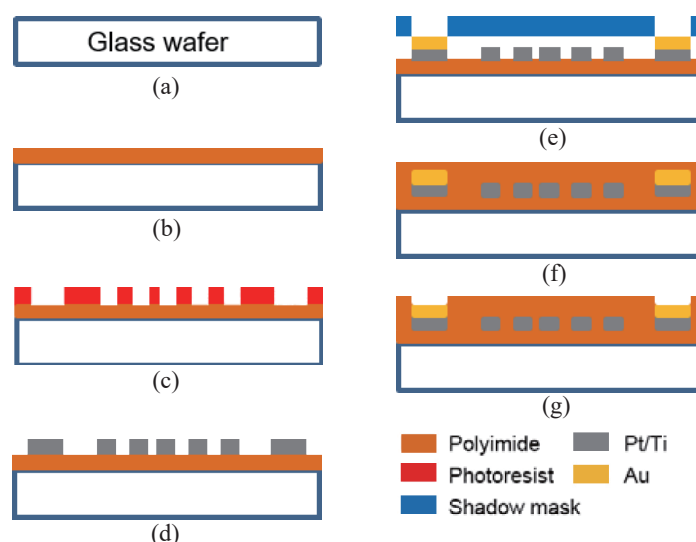 Glass wafer
(a)
(b)
(c)
(d)
(e)
(f)
(g)
Polyimide
Pt/Ti
Photoresist
Au
Shadow mask